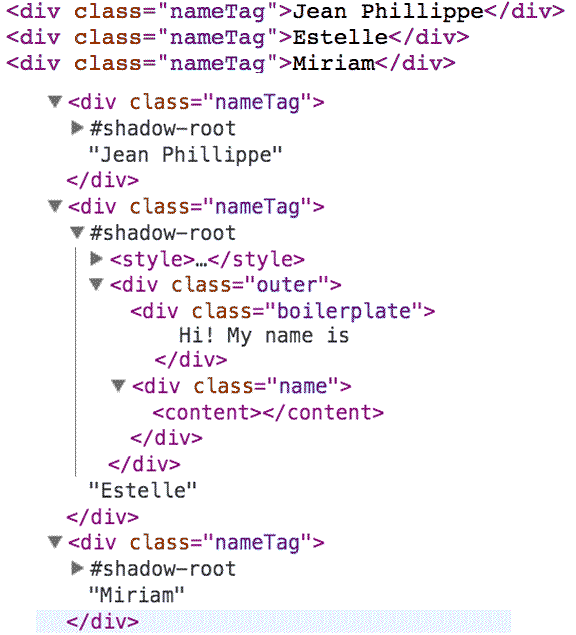 <div class="nameTag">Jean Phillippe</div>
<div class="nameTag">Estelle</div>
<div class="nameTag">Miriam</div>
▼<div class="nameTag">
▶#shadow-root
"Jean Phillippe"
</div>
▼<div class="nameTag">
▼#shadow-root
▶<style>…</style>
▼<div class="outer">
<div class="boilerplate">
Hi! My name is
</div>
▼<div class="name">
<content></content>
</div>
</div>
"Estelle"
</div>
▼<div class="nameTag">
▶#shadow-root
"Miriam"
</div>